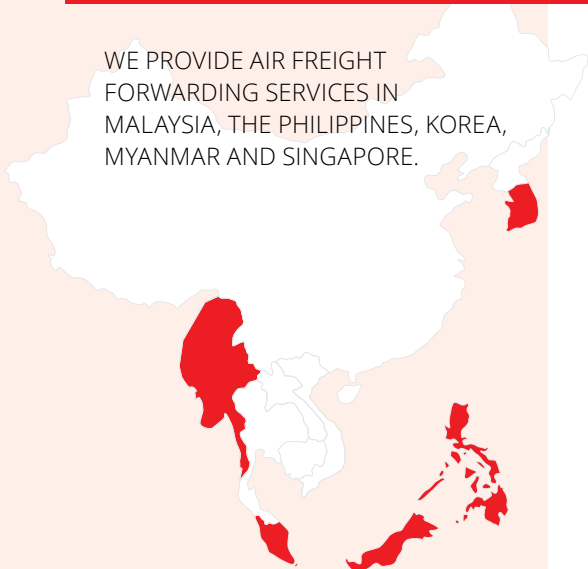 WE PROVIDE AIR FREIGHT
FORWARDING SERVICES IN
MALAYSIA, THE PHILIPPINES, KOREA,
MYANMAR AND SINGAPORE.